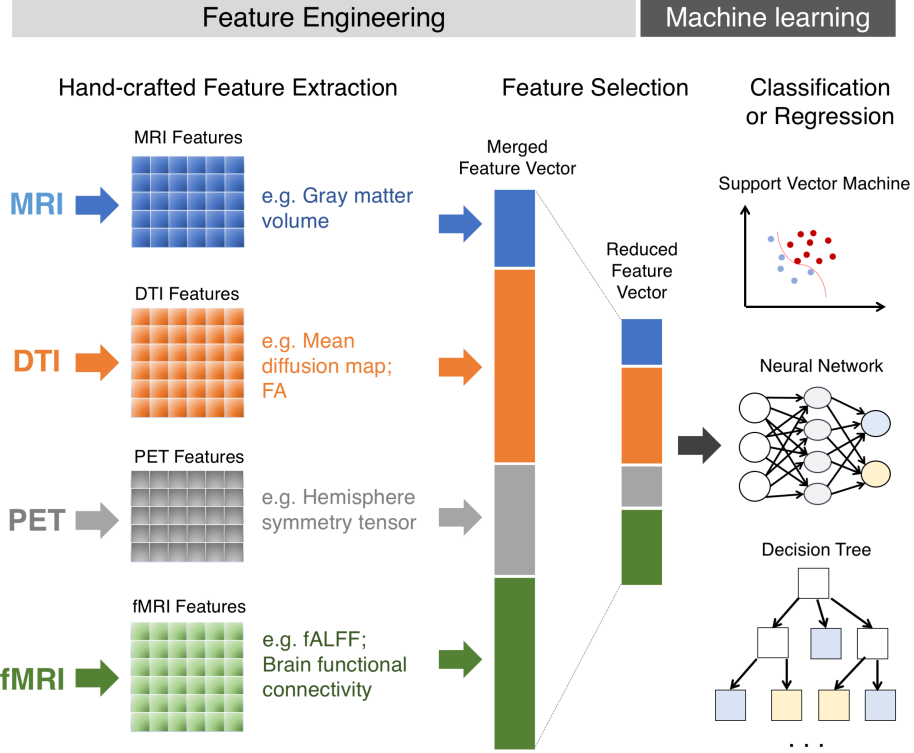 Feature Engineering
Machine learning
Hand-crafted Feature Extraction
Feature Selection
Classification
or Regression
MRI Features
MRI
e.g. Gray matter
volume
DTI Features
DTI
e.g. Mean
diffusion map;
FA
PET Features
PET
e.g. Hemisphere
symmetry tensor
fMRI Features
fMRI
e.g. fALFF;
Brain functional
connectivity
Merged
Feature Vector
Reduced
Feature
Vector
Support Vector Machine
Neural Network
Decision Tree
. . .